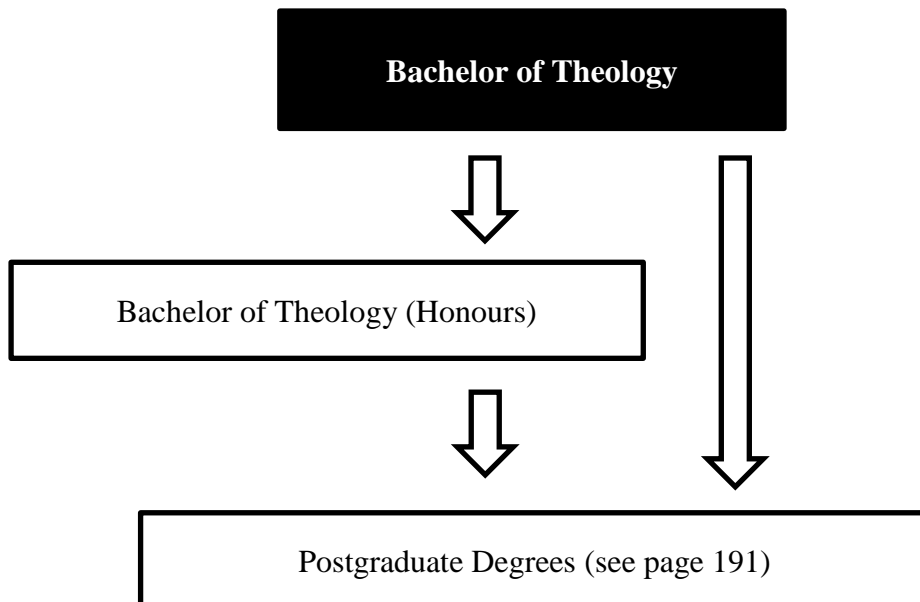 Bachelor of Theology
Bachelor of Theology (Honours)
Postgraduate Degrees (see page 191)